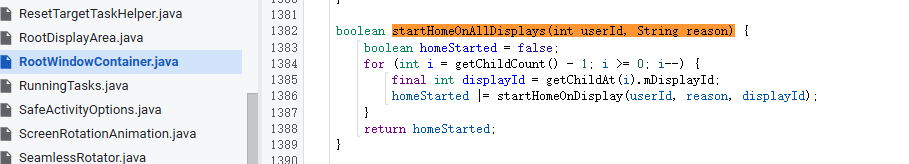 ResetTargetTaskHelper.java
RootDisplayArea.java
RootWindowContainer.java
RunningTasks.java
SafeActivityOptions.java
ScreenRotationAnimation.java
SeamlessRotator.java
1381
1382 boolean startHomeOnAllDisplays(int userId, String reason) {
1383 boolean homeStarted = false;
1384 for (int i = getChildCount() - 1; i >= 0; i--) {
1385 final int displayId = getChildAt(i).mDisplayId;
1386 homeStarted |= startHomeOnDisplay(userId, reason, displayId);
1387 }
1388 return homeStarted;
1389 }
1390